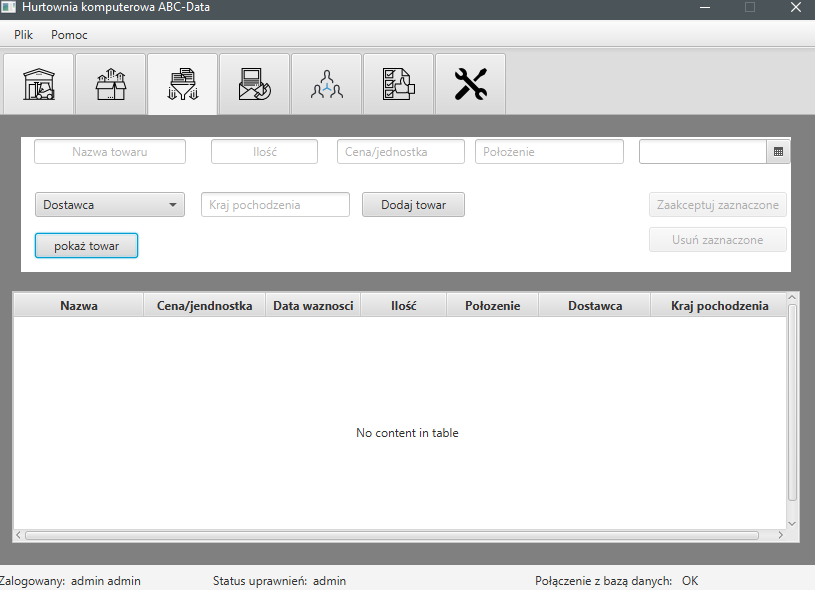 Hurtownia komputerowa ABC-Data
Plik Pomoc
Nazwa towaru Ilość Cena/jednostka Położenie
Dostawca Kraj pochodzenia Dodaj towar Zaakceptuj zaznaczone
pokaż towar Usuń zaznaczone
Nazwa Cena/jendnostka Data waznosci Ilość Połozenie Dostawca Kraj pochodzenia
No content in table
Zalogowany: admin admin Status uprawnień: admin Połączenie z bazą danych: OK